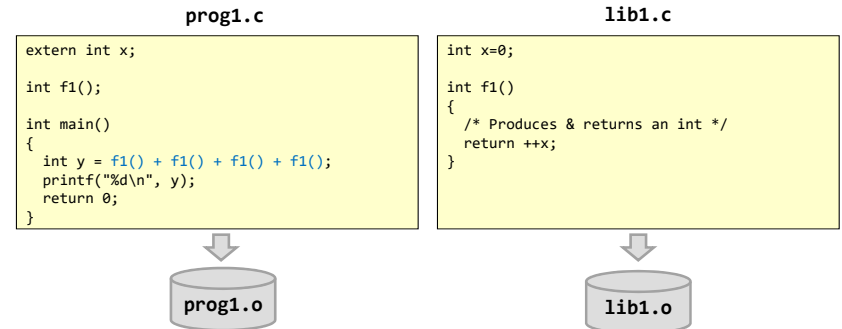 prog1.c
extern int x;
int f1();
int main()
{
int y = f1() + f1() + f1() + f1();
printf("%d\n", y);
return 0;
}
prog1.o
lib1.c
int x=0;
int f1()
{
/* Produces & returns an int */
return ++x;
}
lib1.o